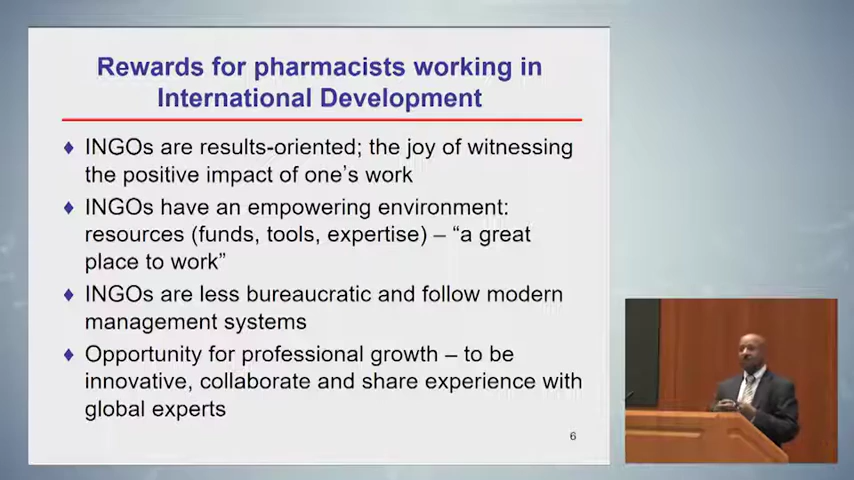 Rewards for pharmacists working in
International Development
♦ INGOs are results-oriented; the joy of witnessing
the positive impact of one's work
♦ INGOs have an empowering environment:
resources (funds, tools, expertise) – “a great
place to work”
♦ INGOs are less bureaucratic and follow modern
management systems
♦ Opportunity for professional growth – to be
innovative, collaborate and share experience with
global experts
6